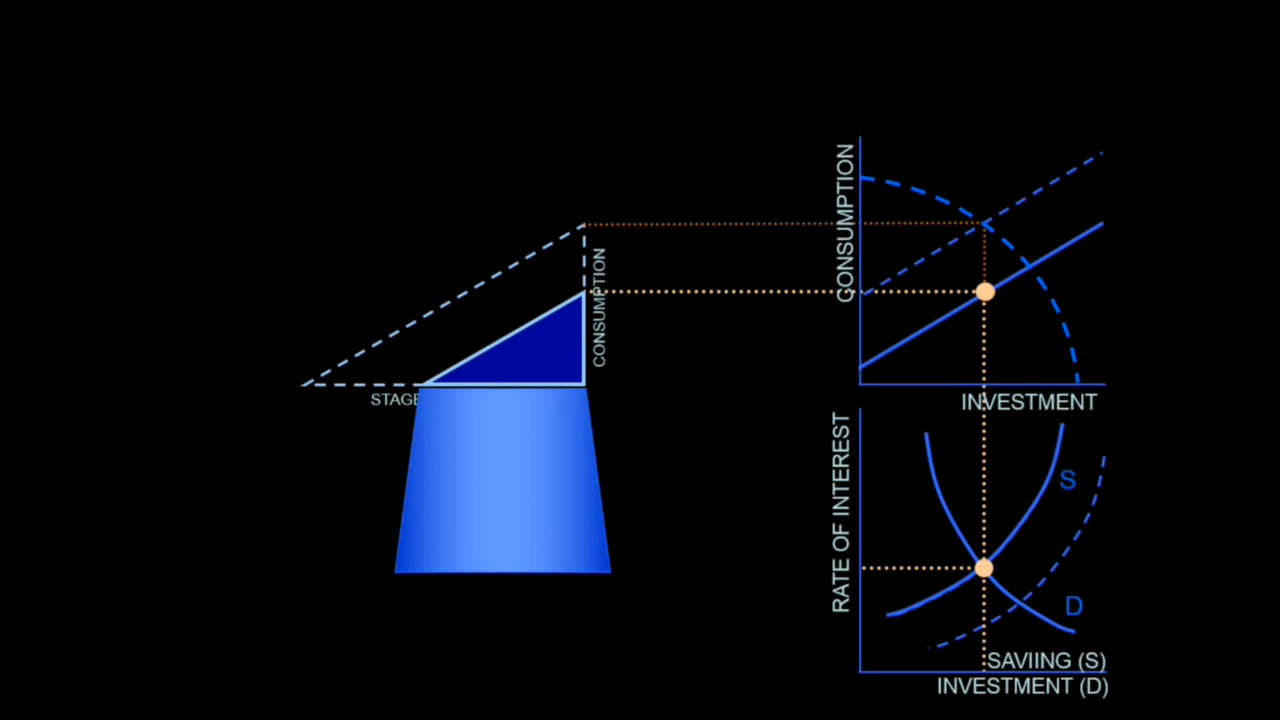 CONSUMPTION
STAGE
CONSUMPTION
INVESTMENT
RATE OF INTEREST
S
D
SAVIING (S)
INVESTMENT (D)